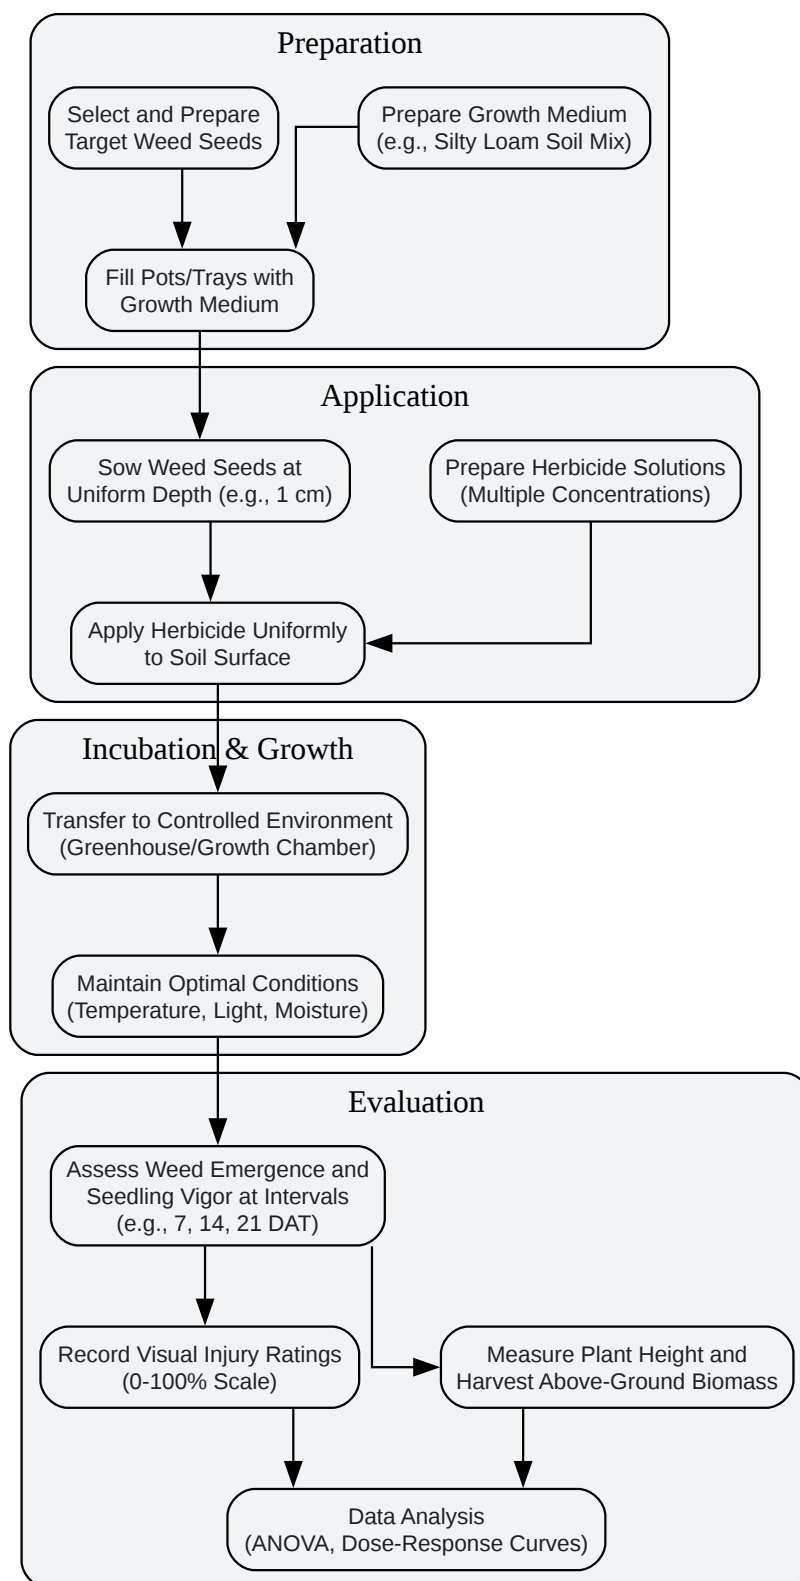 Preparation
Select and Prepare
Target Weed Seeds
Prepare Growth Medium
(e.g., Silty Loam Soil Mix)
Fill Pots/Trays with
Growth Medium
Application
Sow Weed Seeds at
Uniform Depth (e.g., 1 cm)
Prepare Herbicide Solutions
(Multiple Concentrations)
Apply Herbicide Uniformly
to Soil Surface
Incubation & Growth
Transfer to Controlled Environment
(Greenhouse/Growth Chamber)
Maintain Optimal Conditions
(Temperature, Light, Moisture)
Evaluation
Assess Weed Emergence and
Seedling Vigor at Intervals
(e.g., 7, 14, 21 DAT)
Record Visual Injury Ratings
(0-100% Scale)
Measure Plant Height and
Harvest Above-Ground Biomass
Data Analysis
(ANOVA, Dose-Response Curves)